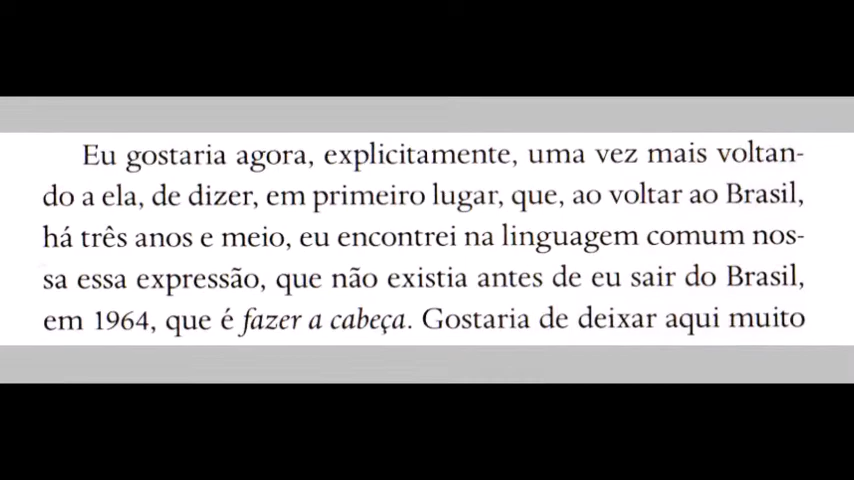 Eu gostaria agora, explicitamente, uma vez mais voltan-
do a ela, de dizer, em primeiro lugar, que, ao voltar ao Brasil,
há três anos e meio, eu encontrei na linguagem comum nos-
sa essa expressão, que não existia antes de eu sair do Brasil,
em 1964, que é fazer a cabeça. Gostaria de deixar aqui muito